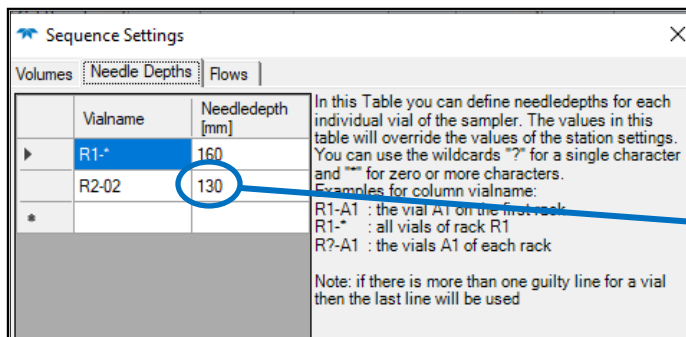 Sequence Settings
Volumes Needle Depths Flows
Vialname Needledepth [mm]
R1-* 160
R2-02 130
*
In this Table you can define needledepths for each
individual vial of the sampler. The values in this
table will override the values of the station settings.
You can use the wildcards "?" for a single character
and "*" for zero or more characters.
Examples for column vialname:
R1-A1 : the vial A1 on the first rack
R1-* : all vials of rack R1
R?-A1 : the vials A1 of each rack
Note: if there is more than one guilty line for a vial
then the last line will be used